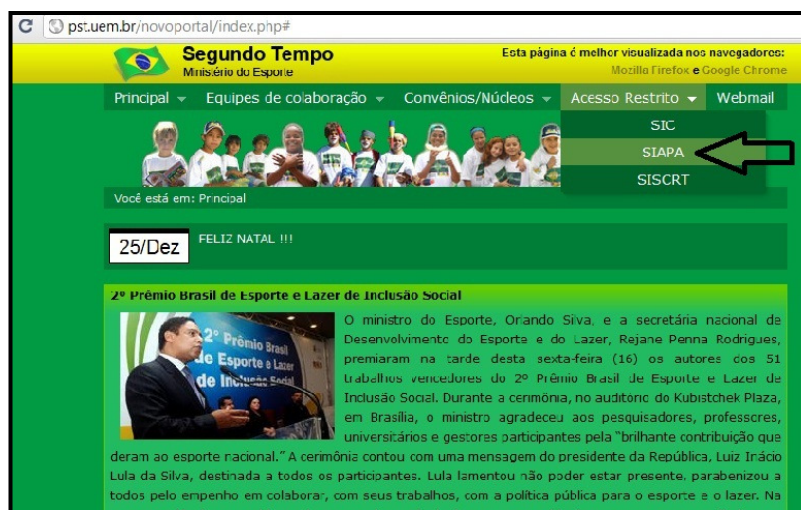 pst.uem.br/novoportal/index.php#
Segundo Tempo
Ministério do Esporte
Esta página é melhor visualizada nos navegadores:
Mozilla Firefox e Google Chrome
Principal Equipes de colaboração Convênios/Núcleos Acesso Restrito Webmail
SIC
SIAPA
SISCRT
Você está em: Principal
25/Dez
FELIZ NATAL !!!
2º Prêmio Brasil de Esporte e Lazer de Inclusão Social
2º Prêmio Brasil
de Esporte e Lazer
de Inclusão Social
O ministro do Esporte, Orlando Silva, e a secretária nacional de
Desenvolvimento do Esporte e do Lazer, Rejane Penna Rodrigues,
premiaram na tarde desta sexta-feira (16) os autores dos 51
trabalhos vencedores do 2º Prêmio Brasil de Esporte e Lazer de
Inclusão Social. Durante a cerimônia, no auditório do Kubistchek Plaza,
em Brasília, o ministro agradeceu aos pesquisadores, professores,
universitários e gestores participantes pela "brilhante contribuição que
deram ao esporte nacional." A cerimônia contou com uma mensagem do presidente da República, Luiz Inácio
Lula da Silva, destinada a todos os participantes. Lula lamentou não poder estar presente, parabenizou a
todos pelo empenho em colaborar, com seus trabalhos, com a política pública para o esporte e o lazer. Na